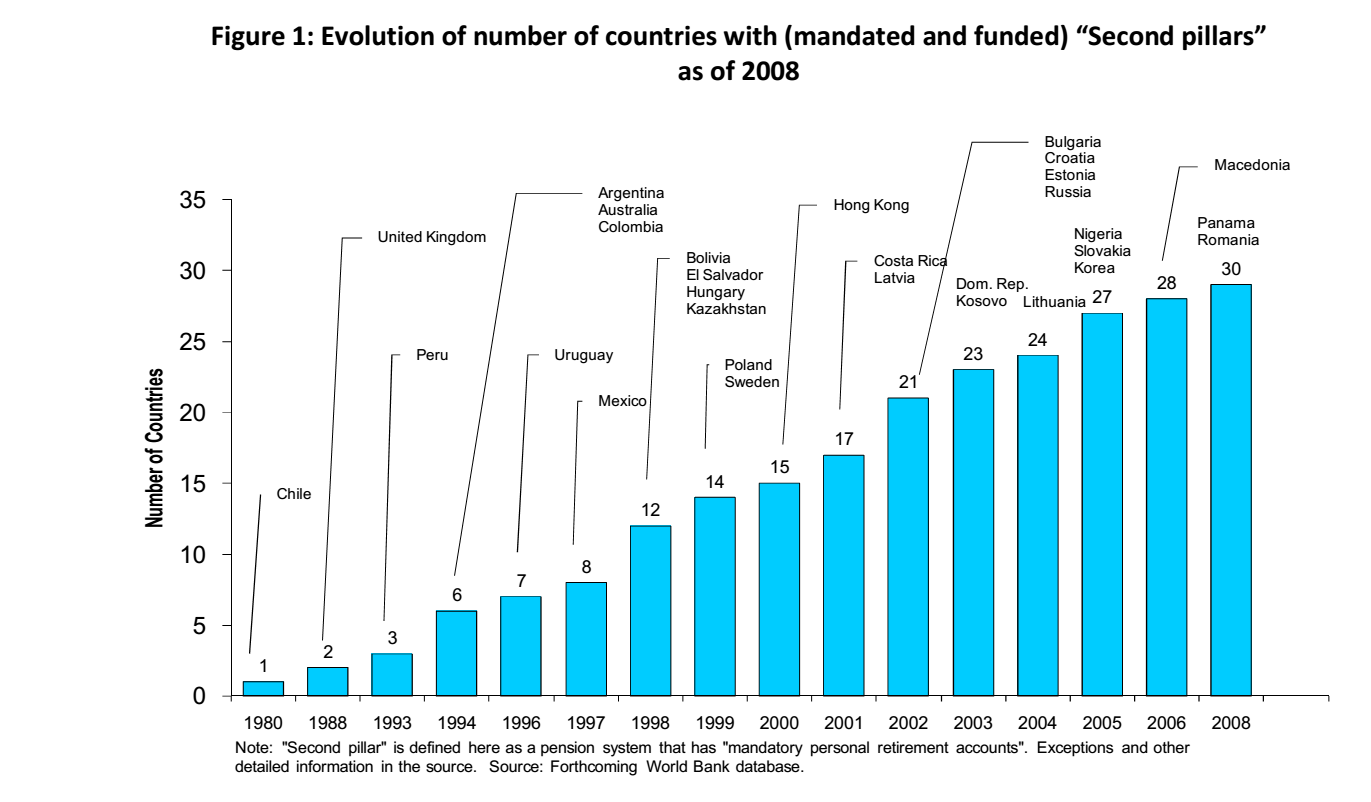 Figure 1: Evolution of number of countries with (mandated and funded) “Second pillars”
as of 2008
Number of Countries
35
30
25
20
15
10
5
0
Chile
United Kingdom
Peru
Argentina
Australia
Colombia
Uruguay
Mexico
Bolivia
El Salvador
Hungary
Kazakhstan
Poland
Sweden
Hong Kong
Costa Rica
Latvia
Bulgaria
Croatia
Estonia
Russia
Dom. Rep.
Kosovo
Lithuania
Nigeria
Slovakia
Korea
Macedonia
Panama
Romania
1
2
3
6
7
8
12
14
15
17
21
23
24
27
28
30
1980 1988 1993 1994 1996 1997 1998 1999 2000 2001 2002 2003 2004 2005 2006 2008
Note: "Second pillar" is defined here as a pension system that has "mandatory personal retirement accounts". Exceptions and other
detailed information in the source. Source: Forthcoming World Bank database.